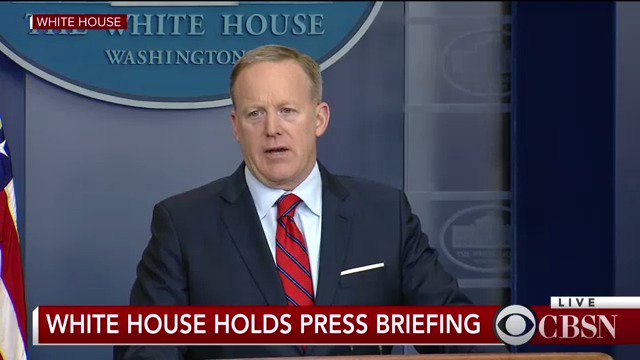 WHITE HOUSE
THE WHITE HOUSE
WASHINGTON
LIVE
WHITE HOUSE HOLDS PRESS BRIEFING
CBSN